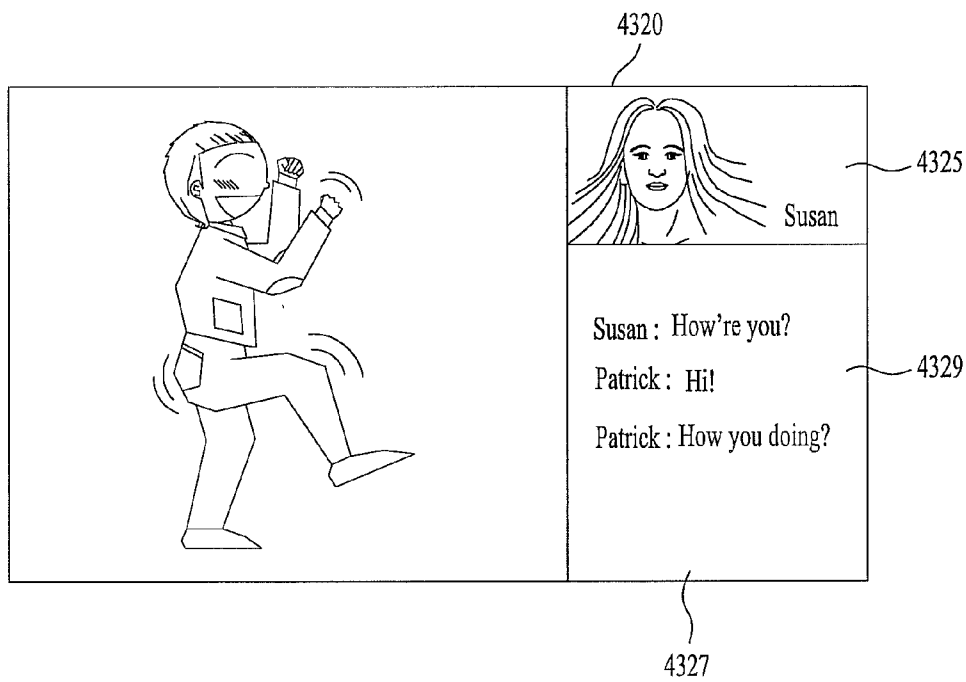 4320
4325
Susan
Susan : How're you?
Patrick : Hi!
4329
Patrick : How you doing?
4327